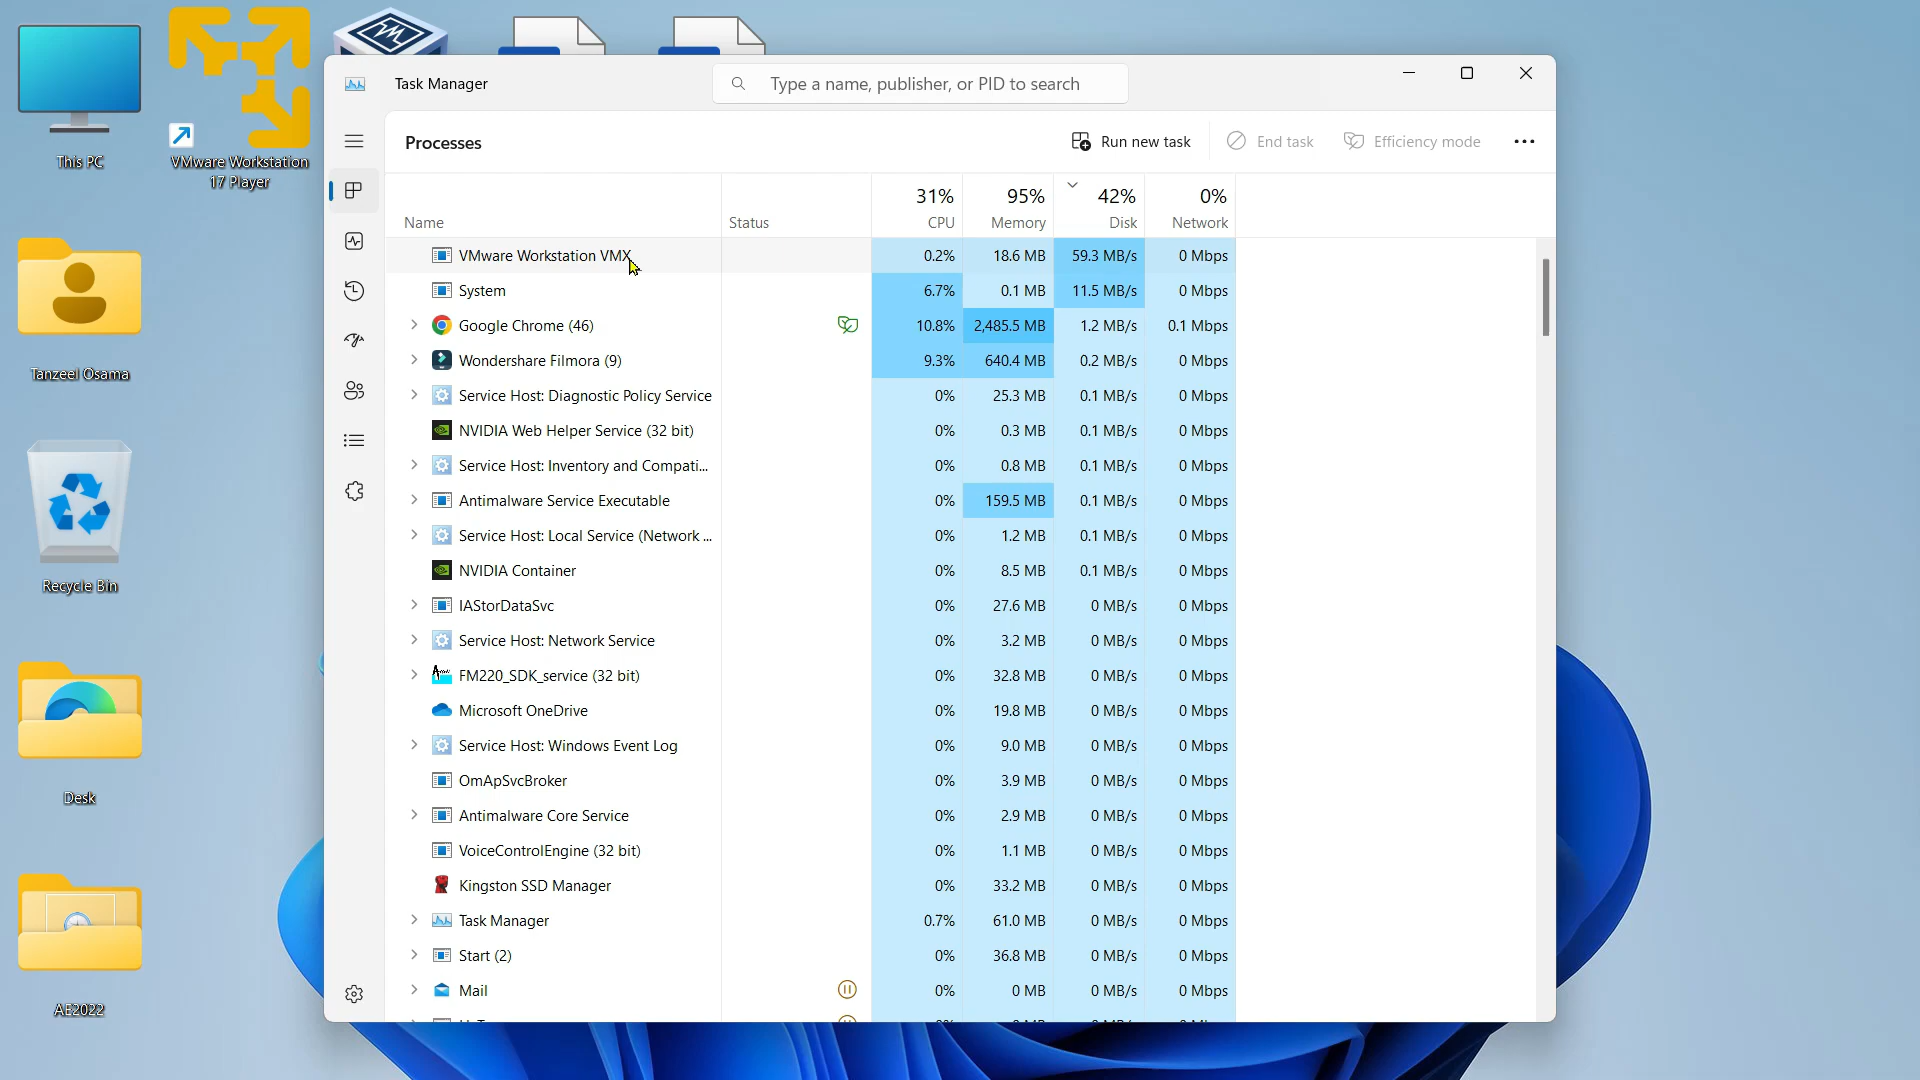 This PC
VMware Workstation
17 Player
Tanzeel Osama
Recycle Bin
Desk
AE2022
Task Manager
Type a name, publisher, or PID to search
Processes
Run new task
End task
Efficiency mode
31% 95% 42% 0%
Name Status CPU Memory Disk Network
VMware Workstation VMX 0.2% 18.6 MB 59.3 MB/s 0 Mbps
System 6.7% 0.1 MB 11.5 MB/s 0 Mbps
Google Chrome (46) 10.8% 2,485.5 MB 1.2 MB/s 0.1 Mbps
Wondershare Filmora (9) 9.3% 640.4 MB 0.2 MB/s 0 Mbps
Service Host: Diagnostic Policy Service 0% 25.3 MB 0.1 MB/s 0 Mbps
NVIDIA Web Helper Service (32 bit) 0% 0.3 MB 0.1 MB/s 0 Mbps
Service Host: Inventory and Compati... 0% 0.8 MB 0.1 MB/s 0 Mbps
Antimalware Service Executable 0% 159.5 MB 0.1 MB/s 0 Mbps
Service Host: Local Service (Network ... 0% 1.2 MB 0.1 MB/s 0 Mbps
NVIDIA Container 0% 8.5 MB 0.1 MB/s 0 Mbps
IAStorDataSvc 0% 27.6 MB 0 MB/s 0 Mbps
Service Host: Network Service 0% 3.2 MB 0 MB/s 0 Mbps
FM220_SDK_service (32 bit) 0% 32.8 MB 0 MB/s 0 Mbps
Microsoft OneDrive 0% 19.8 MB 0 MB/s 0 Mbps
Service Host: Windows Event Log 0% 9.0 MB 0 MB/s 0 Mbps
OmApSvcBroker 0% 3.9 MB 0 MB/s 0 Mbps
Antimalware Core Service 0% 2.9 MB 0 MB/s 0 Mbps
VoiceControlEngine (32 bit) 0% 1.1 MB 0 MB/s 0 Mbps
Kingston SSD Manager 0% 33.2 MB 0 MB/s 0 Mbps
Task Manager 0.7% 61.0 MB 0 MB/s 0 Mbps
Start (2) 0% 36.8 MB 0 MB/s 0 Mbps
Mail 0% 0 MB 0 MB/s 0 Mbps